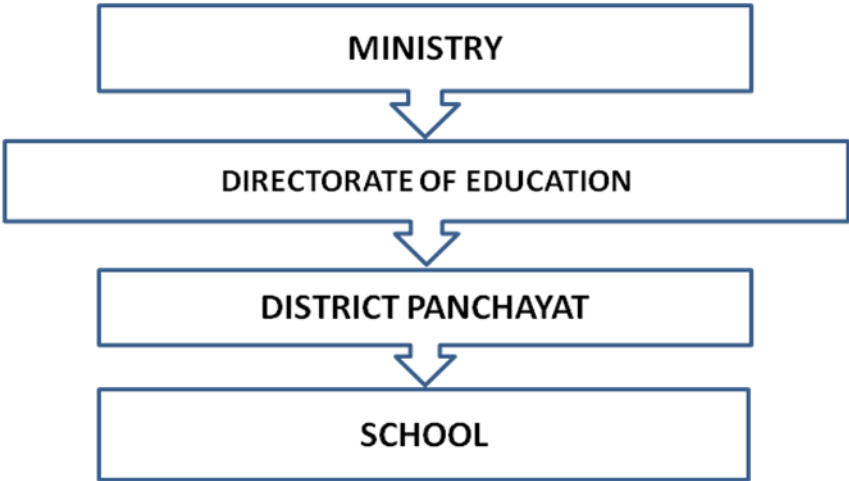 MINISTRY
DIRECTORATE OF EDUCATION
DISTRICT PANCHAYAT
SCHOOL